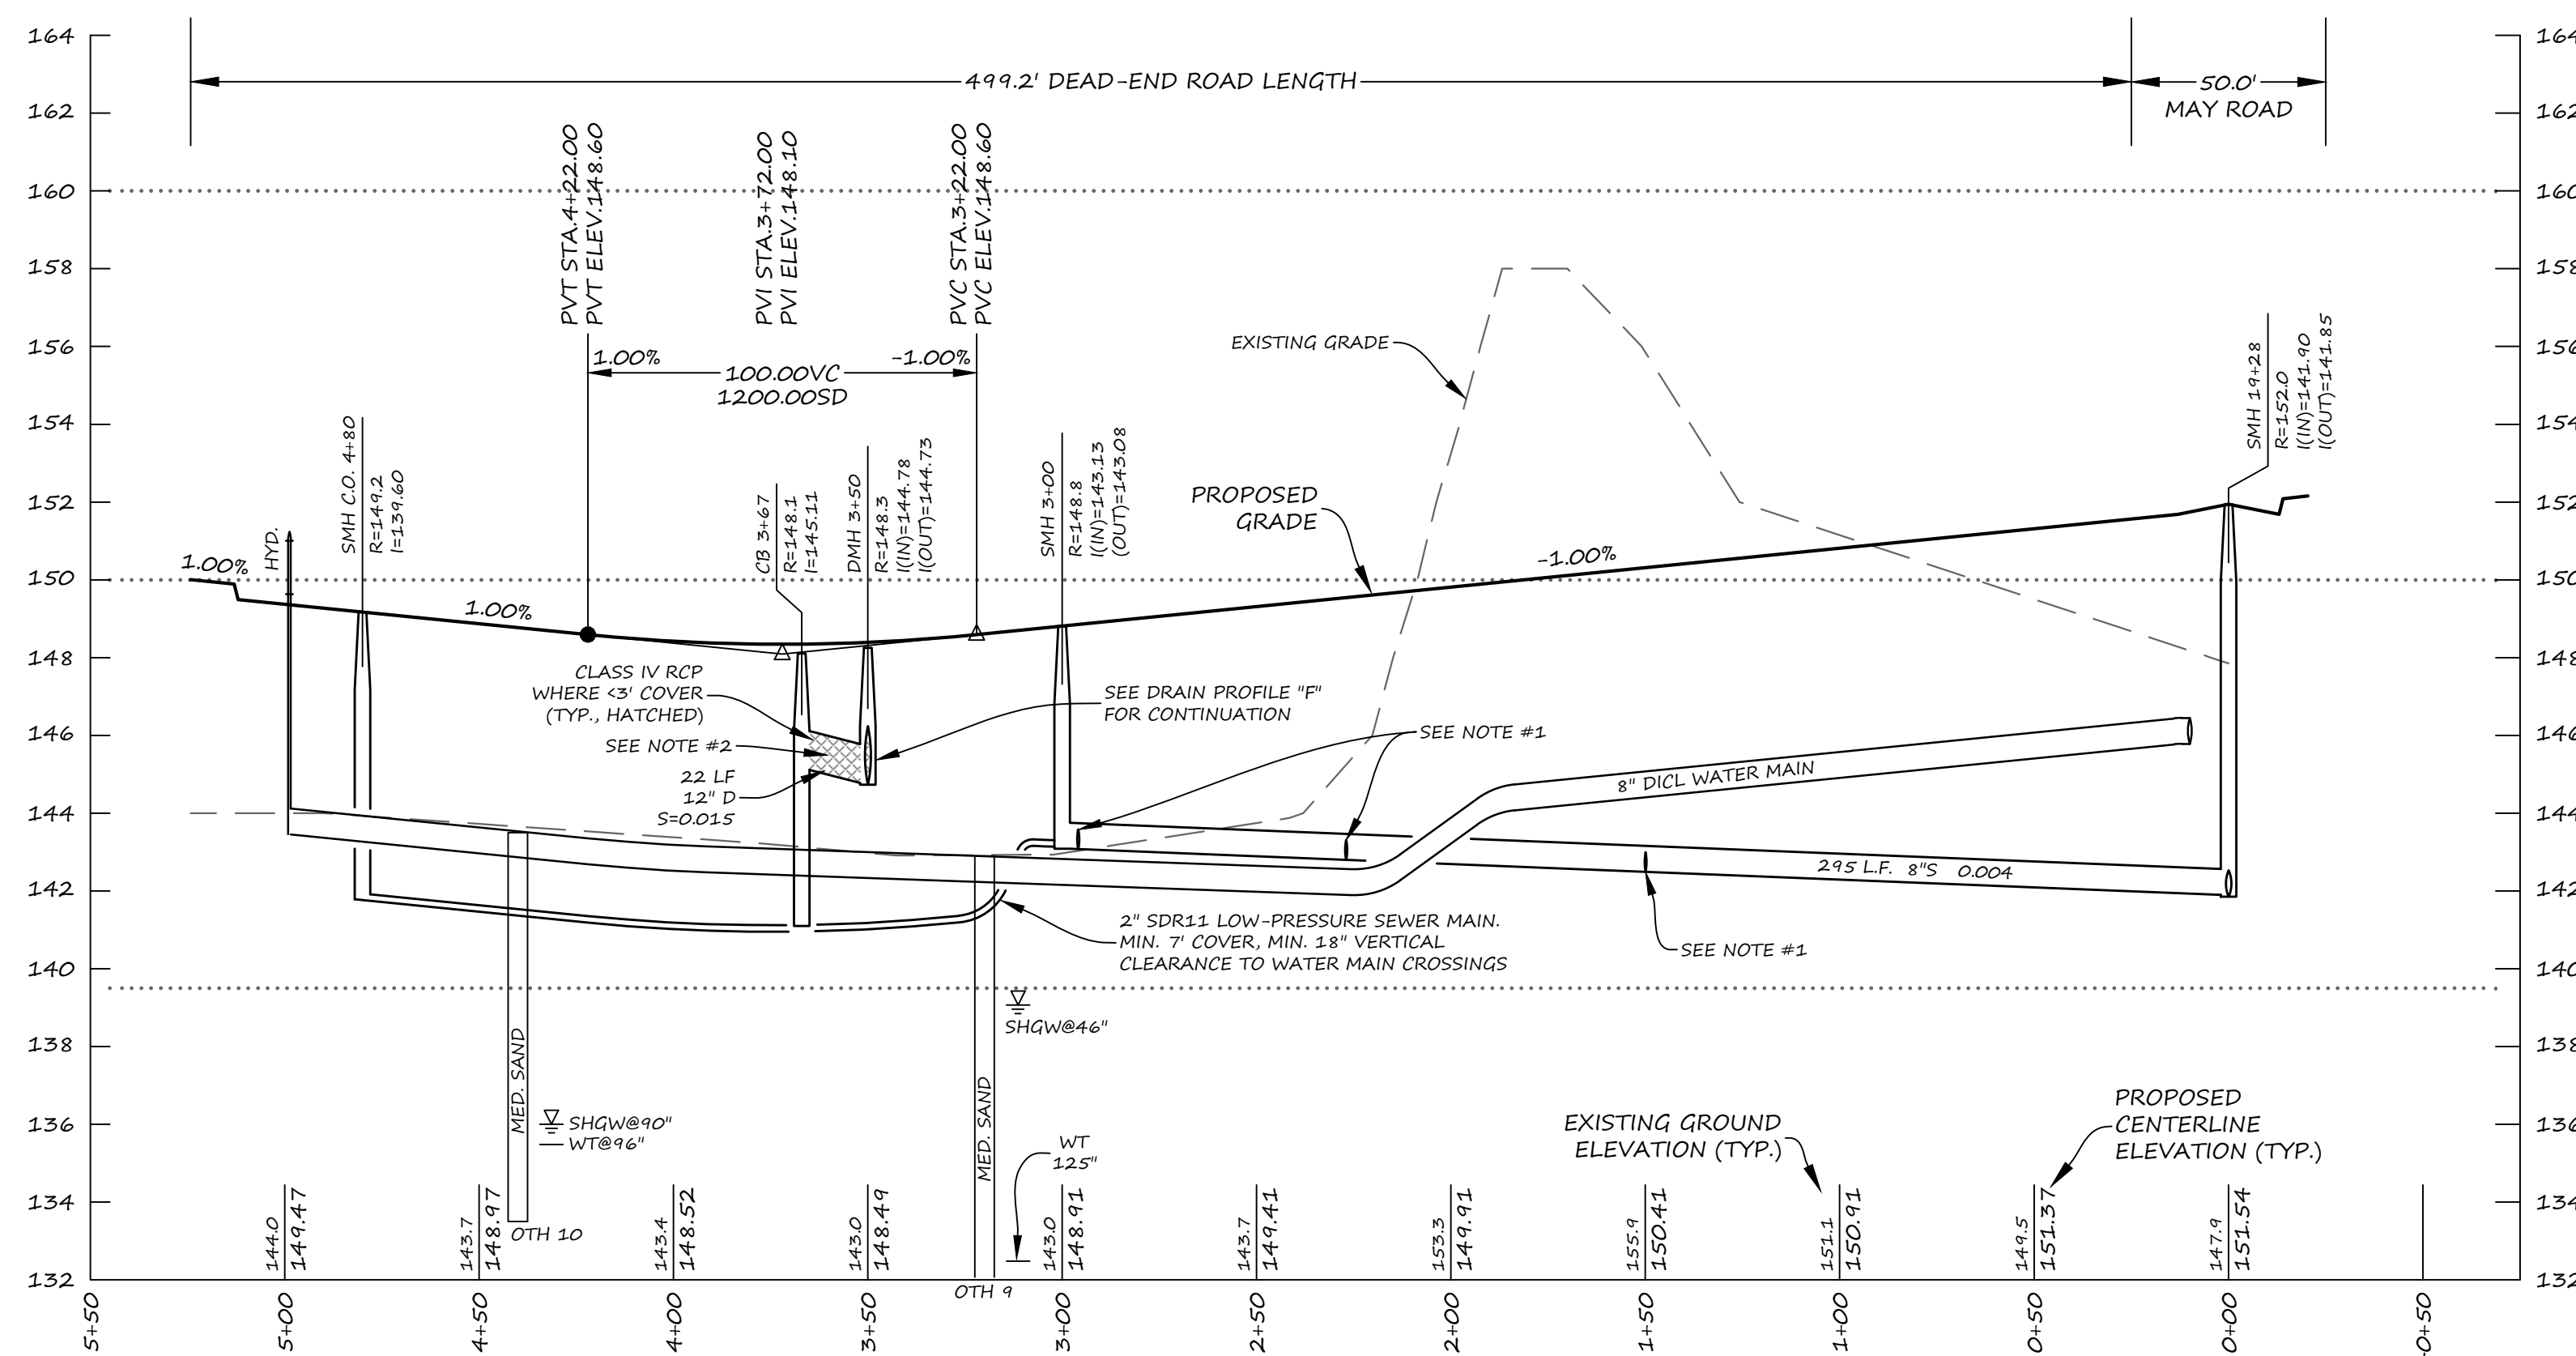 164
162
160
158
156
154
152
150
148
146
144
142
140
138
136
134
132
499.2' DEAD-END ROAD LENGTH
50.0'
MAY ROAD
PVT STA.4+22.00
PVT ELEV.148.60
PVI STA.3+72.00
PVI ELEV.148.10
PVC STA.3+22.00
PVC ELEV.148.60
1.00%
-1.00%
100.00VC
1200.00SD
EXISTING GRADE
SMH 19+28
R=152.0
I(IN)=141.90
I(OUT)=141.85
1.00%
HYD.
SMH C.O. 4+80
R=149.2
I=139.60
1.00%
CB 3+67
R=148.1
I=145.11
DMH 3+50
R=148.3
I(IN)=144.78
I(OUT)=144.73
SMH 3+00
R=148.8
I(IN)=143.13
(OUT)=143.08
PROPOSED
GRADE
-1.00%
CLASS IV RCP
WHERE <3' COVER
(TYP., HATCHED)
SEE NOTE #2
22 LF
12" D
S=0.015
SEE DRAIN PROFILE "F"
FOR CONTINUATION
SEE NOTE #1
8" DICL WATER MAIN
295 L.F. 8"S 0.004
2" SDR11 LOW-PRESSURE SEWER MAIN.
MIN. 7' COVER, MIN. 18" VERTICAL
CLEARANCE TO WATER MAIN CROSSINGS
SEE NOTE #1
SHGW@46"
MED. SAND
SHGW@90"
WT@96"
OTH 10
MED. SAND
WT
125"
OTH 9
EXISTING GROUND
ELEVATION (TYP.)
PROPOSED
CENTERLINE
ELEVATION (TYP.)
144.0
149.47
143.7
148.97
143.4
148.52
143.0
148.49
143.0
148.91
143.7
149.41
153.3
149.91
155.9
150.41
151.1
150.91
149.5
151.37
147.9
151.54
5+50
5+00
4+50
4+00
3+50
3+00
2+50
2+00
1+50
1+00
0+50
0+00
0+50